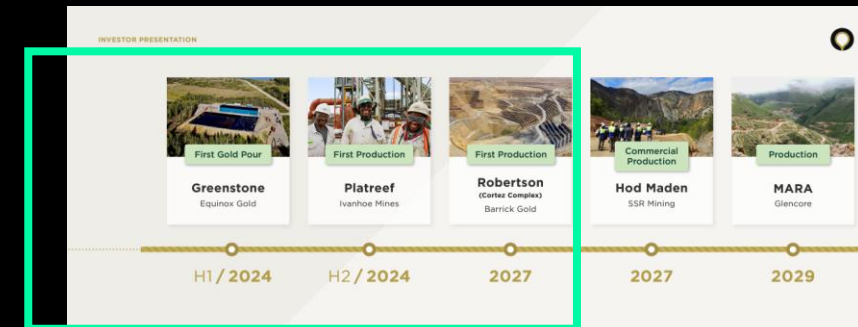 INVESTOR PRESENTATION
First Gold Pour
Greenstone
Equinox Gold
First Production
Platreef
Ivanhoe Mines
First Production
Robertson
(Cortez Complex)
Barrick Gold
Commercial
Production
Hod Maden
SSR Mining
Production
MARA
Glencore
H1 / 2024
H2 / 2024
2027
2027
2029